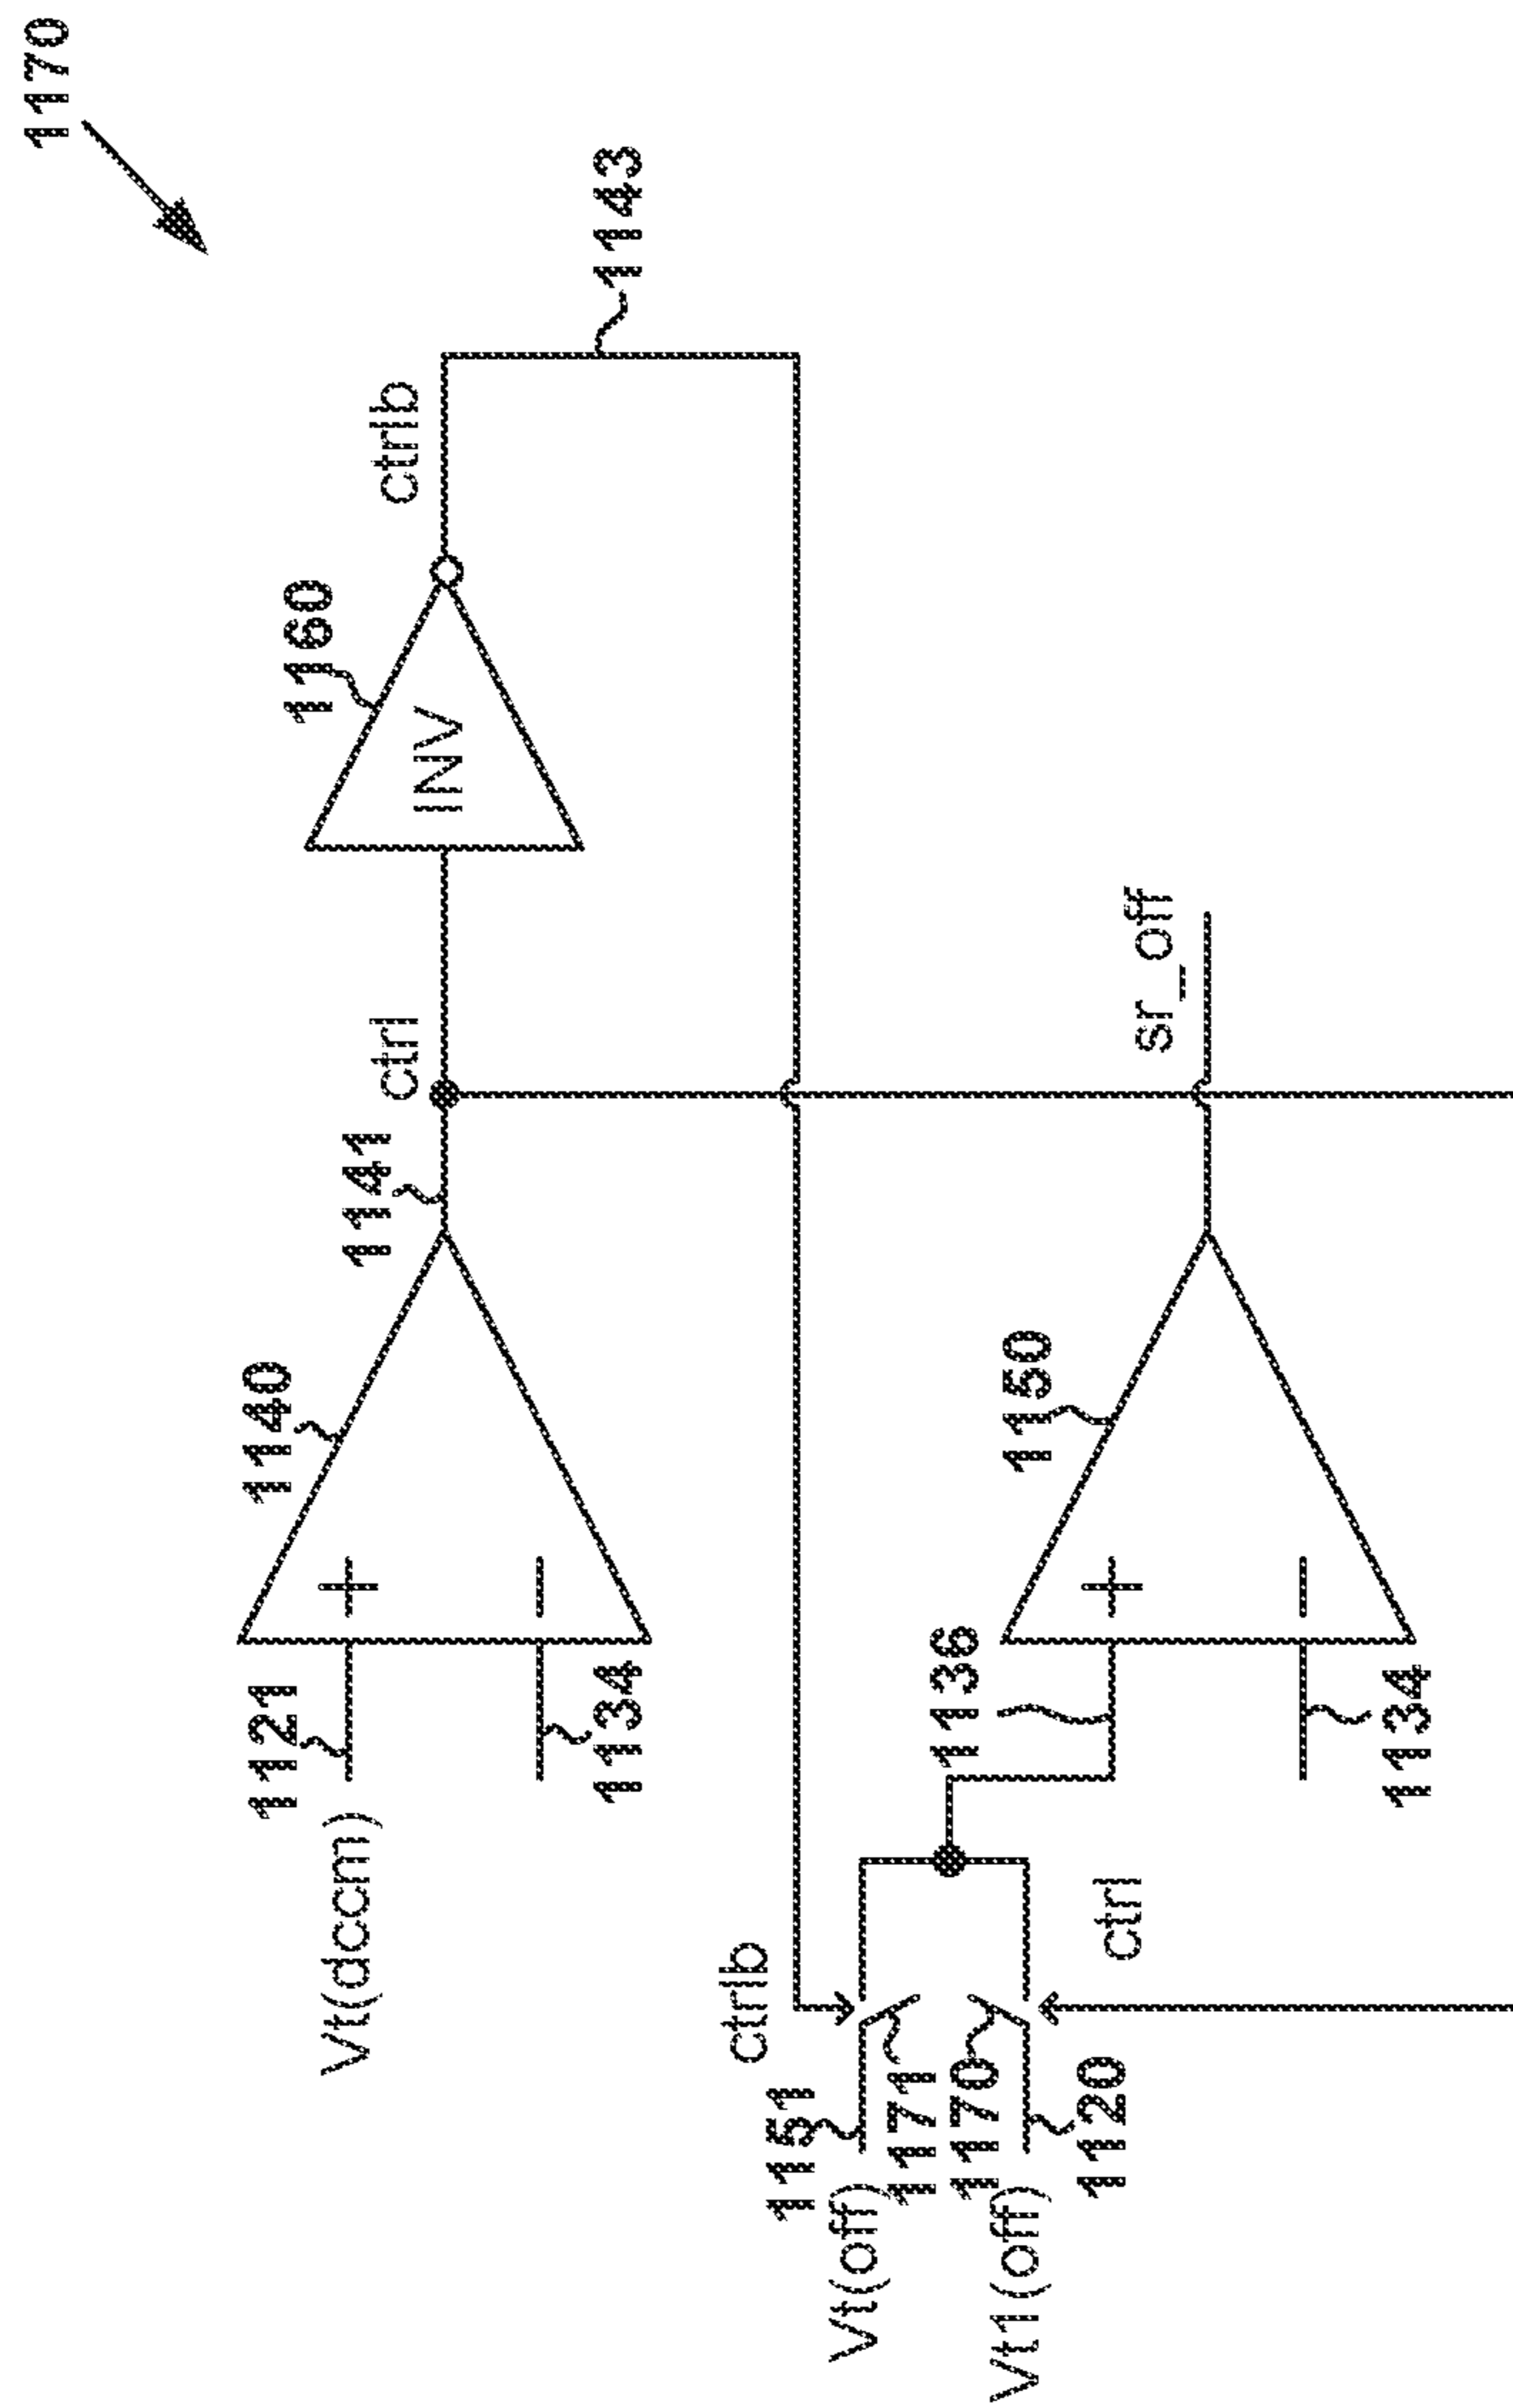 1170
1143
ctrlb
1160
INV
ctrl
1141
sr_off
1140
+
−
1150
+
−
1121
1134
1136
1134
Vt(dccm)
ctrlb
ctrl
1151
1171
1170
1120
Vt(off)
Vt1(off)